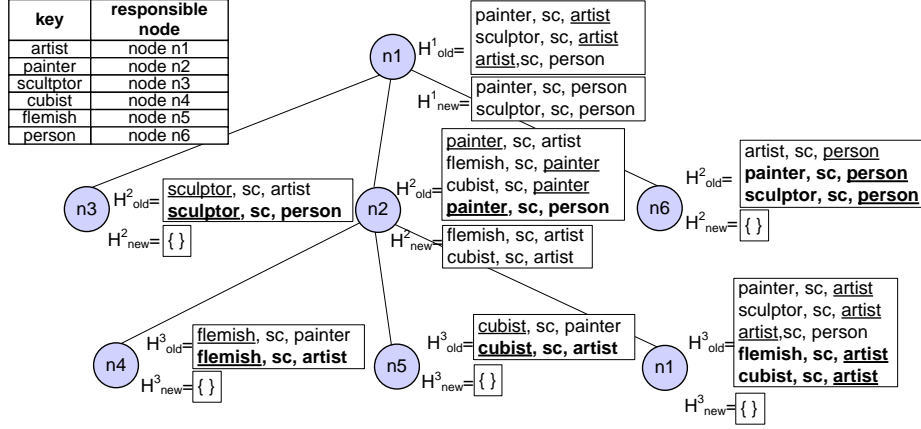 key responsible node
artist node n1
painter node n2
scultptor node n3
cubist node n4
flemish node n5
person node n6
n1
H1old=
painter, sc, artist
sculptor, sc, artist
artist,sc, person
H1new=
painter, sc, person
sculptor, sc, person
n3
H2old=
sculptor, sc, artist
sculptor, sc, person
H2new= { }
n2
H2old=
painter, sc, artist
flemish, sc, painter
cubist, sc, painter
painter, sc, person
H2new=
flemish, sc, artist
cubist, sc, artist
n6
H2old=
artist, sc, person
painter, sc, person
sculptor, sc, person
H2new= { }
n4
H3old=
flemish, sc, painter
flemish, sc, artist
H3new= { }
n5
H3old=
cubist, sc, painter
cubist, sc, artist
H3new= { }
n1
H3old=
painter, sc, artist
sculptor, sc, artist
artist,sc, person
flemish, sc, artist
cubist, sc, artist
H3new= { }